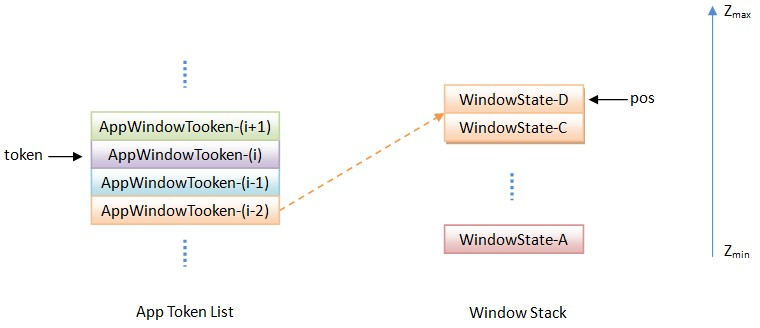 Zmax
AppWindowTooken-(i+1)
token
AppWindowTooken-(i)
AppWindowTooken-(i-1)
AppWindowTooken-(i-2)
App Token List
WindowState-D
pos
WindowState-C
WindowState-A
Zmin
Window Stack